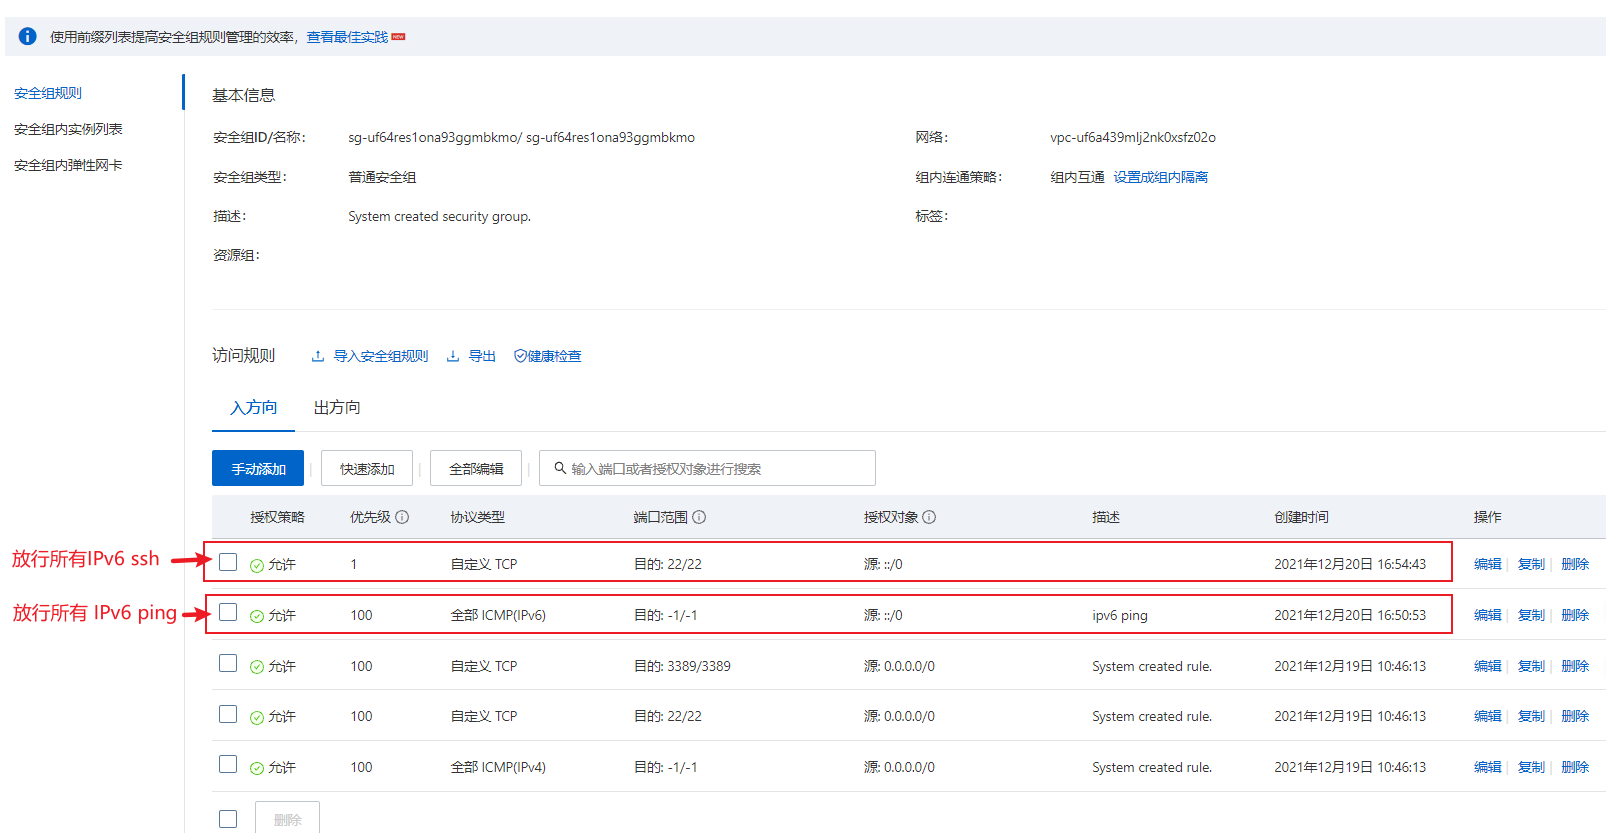 使用前缀列表提高安全组规则管理的效率，查看最佳实践 NEW
安全组规则
安全组内实例列表
安全组内弹性网卡
基本信息
安全组ID/名称： sg-uf64res1ona93ggmbkmo/ sg-uf64res1ona93ggmbkmo 网络： vpc-uf6a439mlj2nk0xsfz02o
安全组类型： 普通安全组 组内连通策略： 组内互通 设置成组内隔离
描述： System created security group. 标签：
资源组：
访问规则 导入安全组规则 导出 健康检查
入方向 出方向
手动添加 快速添加 全部编辑 输入端口或者授权对象进行搜索
授权策略 优先级 协议类型 端口范围 授权对象 描述 创建时间 操作
放行所有IPv6 ssh 允许 1 自定义 TCP 目的: 22/22 源: ::/0 2021年12月20日 16:54:43 编辑 复制 删除
放行所有 IPv6 ping 允许 100 全部 ICMP(IPv6) 目的: -1/-1 源: ::/0 ipv6 ping 2021年12月20日 16:50:53 编辑 复制 删除
允许 100 自定义 TCP 目的: 3389/3389 源: 0.0.0.0/0 System created rule. 2021年12月19日 10:46:13 编辑 复制 删除
允许 100 自定义 TCP 目的: 22/22 源: 0.0.0.0/0 System created rule. 2021年12月19日 10:46:13 编辑 复制 删除
允许 100 全部 ICMP(IPv4) 目的: -1/-1 源: 0.0.0.0/0 System created rule. 2021年12月19日 10:46:13 编辑 复制 删除
删除